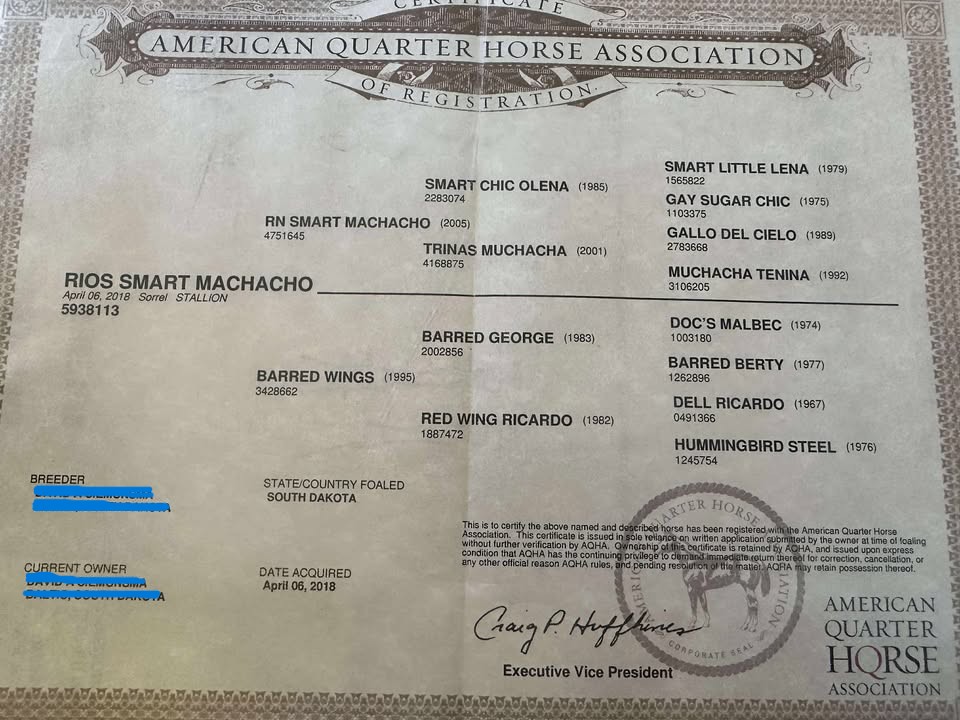 CERTIFICATE
AMERICAN QUARTER HORSE ASSOCIATION
OF REGISTRATION
SMART LITTLE LENA (1979)
1565822
SMART CHIC OLENA (1985)
2283074
GAY SUGAR CHIC (1975)
1103375
RN SMART MACHACHO (2005)
4751645
GALLO DEL CIELO (1989)
2783668
TRINAS MUCHACHA (2001)
4168875
MUCHACHA TENINA (1992)
3106205
RIOS SMART MACHACHO
April 06, 2018 Sorrel STALLION
5938113
DOC'S MALBEC (1974)
1003180
BARRED GEORGE (1983)
2002856
BARRED BERTY (1977)
1262896
BARRED WINGS (1995)
3428662
DELL RICARDO (1967)
0491366
RED WING RICARDO (1982)
1887472
HUMMINGBIRD STEEL (1976)
1245754
BREEDER
STATE/COUNTRY FOALED
SOUTH DAKOTA
CURRENT OWNER
DATE ACQUIRED
April 06, 2018
This is to certify the above named and described horse has been registered with the American Quarter Horse
Association. This certificate is issued in sole reliance on written application submitted by the owner at time of foaling
without further verification by AQHA. Ownership of this certificate is retained by AQHA, and issued upon express
condition that AQHA has the continuing privilege to demand immediate return thereof for correction, cancellation, or
any other official reason AQHA rules, and pending resolution of the matter. AQHA may retain possession thereof.
Craig P. Huffhines
Executive Vice President
CORPORATE SEAL
AMERICAN
QUARTER
HORSE
ASSOCIATION